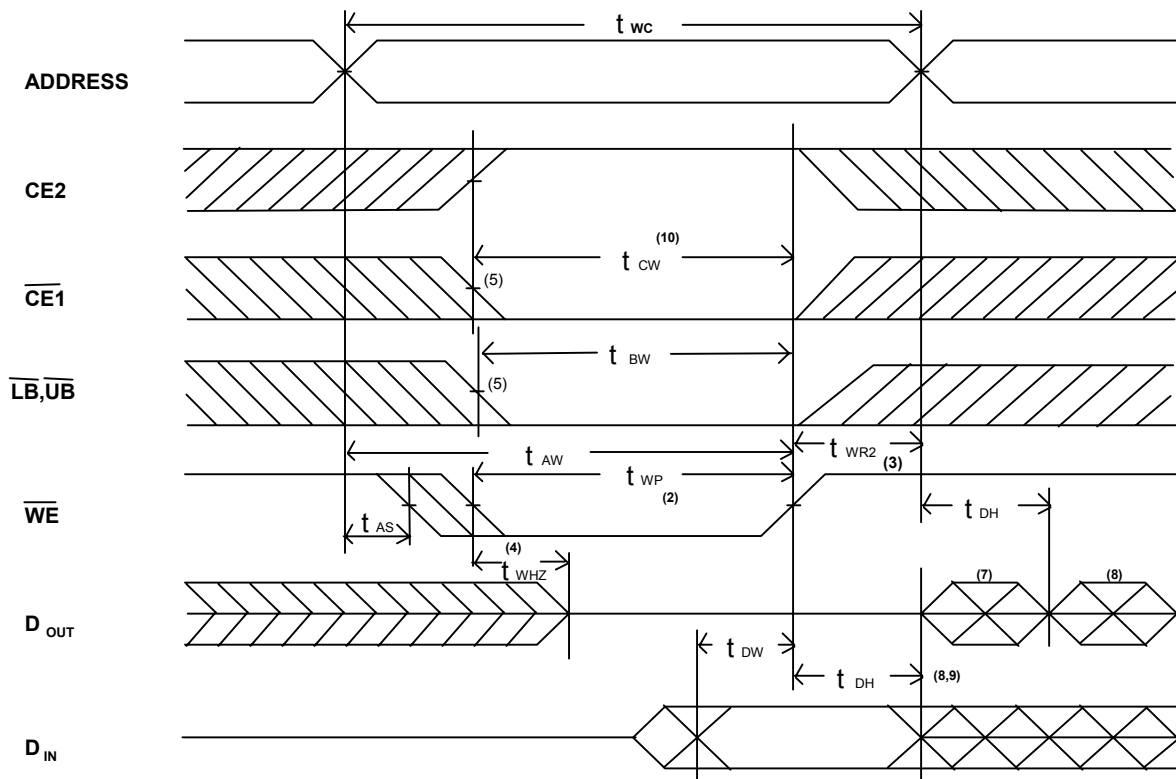 t WC
ADDRESS
CE2
(10)
t CW
CE1
(5)
t BW
LB,UB
(5)
t AW
t WR2
t WP
(3)
WE
(2)
t AS
t DH
(4)
t WHZ
(7)
(8)
D OUT
t DW
t DH
(8,9)
D IN